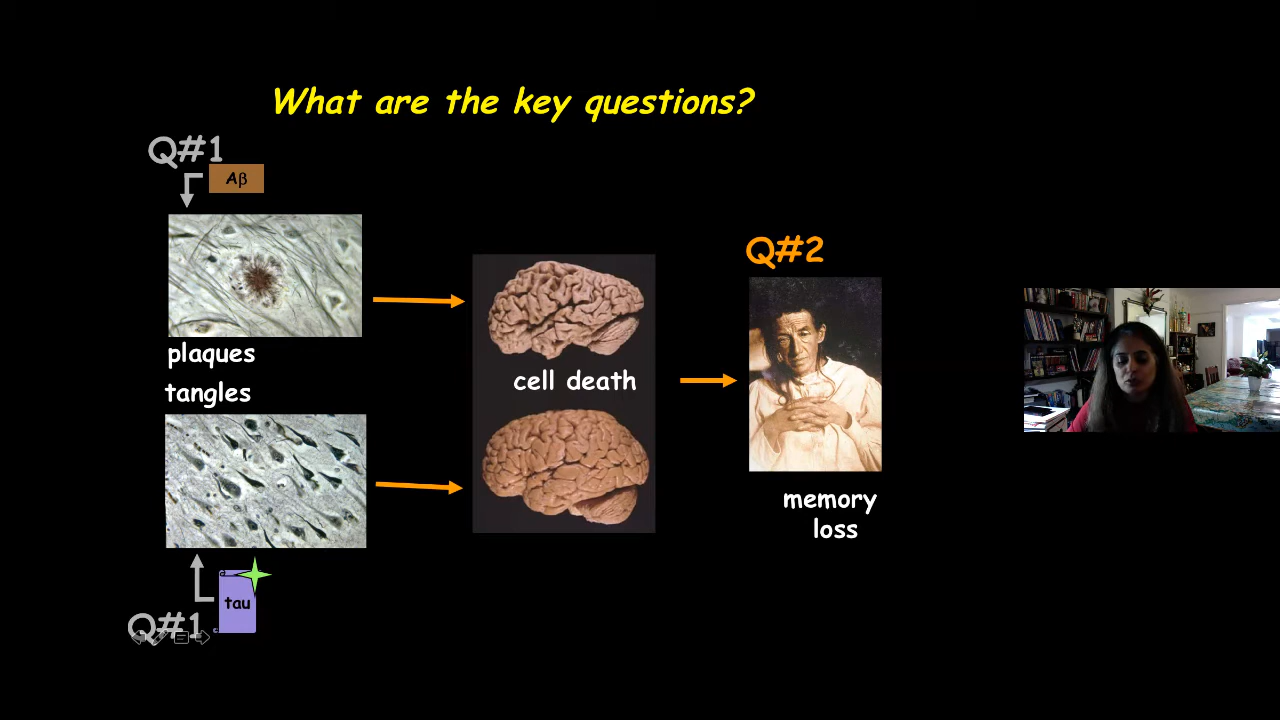 What are the key questions?
Q#1
Aβ
Q#2
plaques
tangles
cell death
memory
loss
tau
Q#1